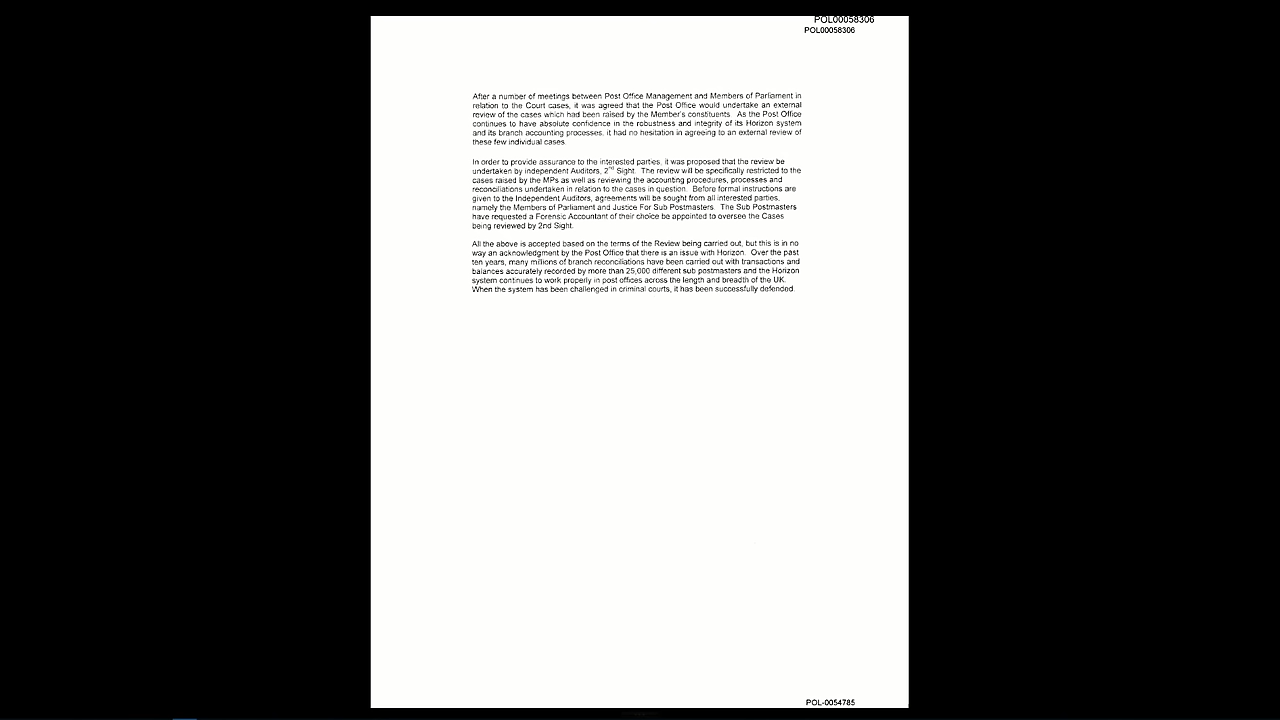 POL00058306
POL00058306
After a number of meetings between Post Office Management and Members of Parliament in
relation to the Court cases, it was agreed that the Post Office would undertake an external
review of the cases which had been raised by the Member's constituents. As the Post Office
continues to have absolute confidence in the robustness and integrity of its Horizon system
and its branch accounting processes, it had no hesitation in agreeing to an external review of
these few individual cases.
In order to provide assurance to the interested parties, it was proposed that the review be
undertaken by independent Auditors, 2nd Sight. The review will be specifically restricted to the
cases raised by the MPs as well as reviewing the accounting procedures, processes and
reconciliations undertaken in relation to the cases in question. Before formal instructions are
given to the Independent Auditors, agreements will be sought from all interested parties,
namely the Members of Parliament and Justice For Sub Postmasters. The Sub Postmasters
have requested a Forensic Accountant of their choice be appointed to oversee the Cases
being reviewed by 2nd Sight.
All the above is accepted based on the terms of the Review being carried out, but this is in no
way an acknowledgment by the Post Office that there is an issue with Horizon. Over the past
ten years, many millions of branch reconciliations have been carried out with transactions and
balances accurately recorded by more than 25,000 different sub postmasters and the Horizon
system continues to work properly in post offices across the length and breadth of the UK.
When the system has been challenged in criminal courts, it has been successfully defended.
POL-0054785